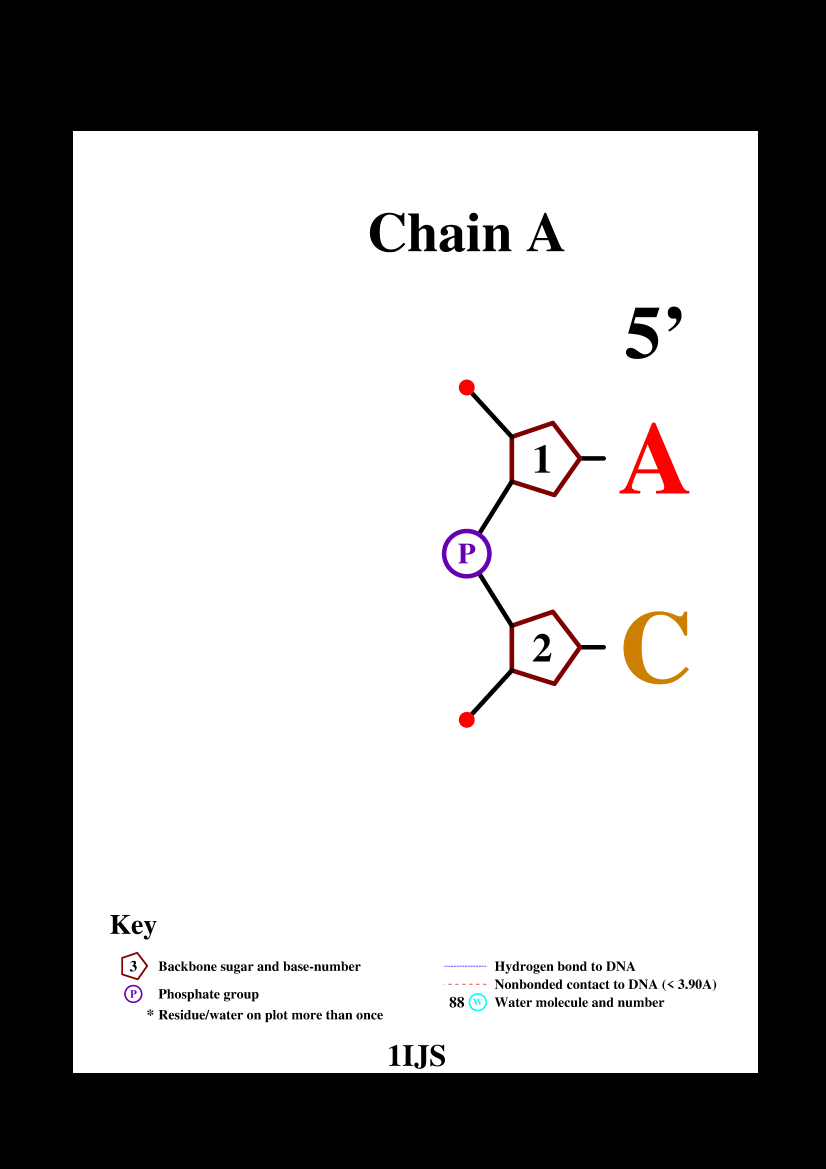 Chain A
5’
1 A
P
2 C
Key
3 Backbone sugar and base-number
P Phosphate group
* Residue/water on plot more than once
Hydrogen bond to DNA
Nonbonded contact to DNA (< 3.90A)
88 W Water molecule and number
1IJS